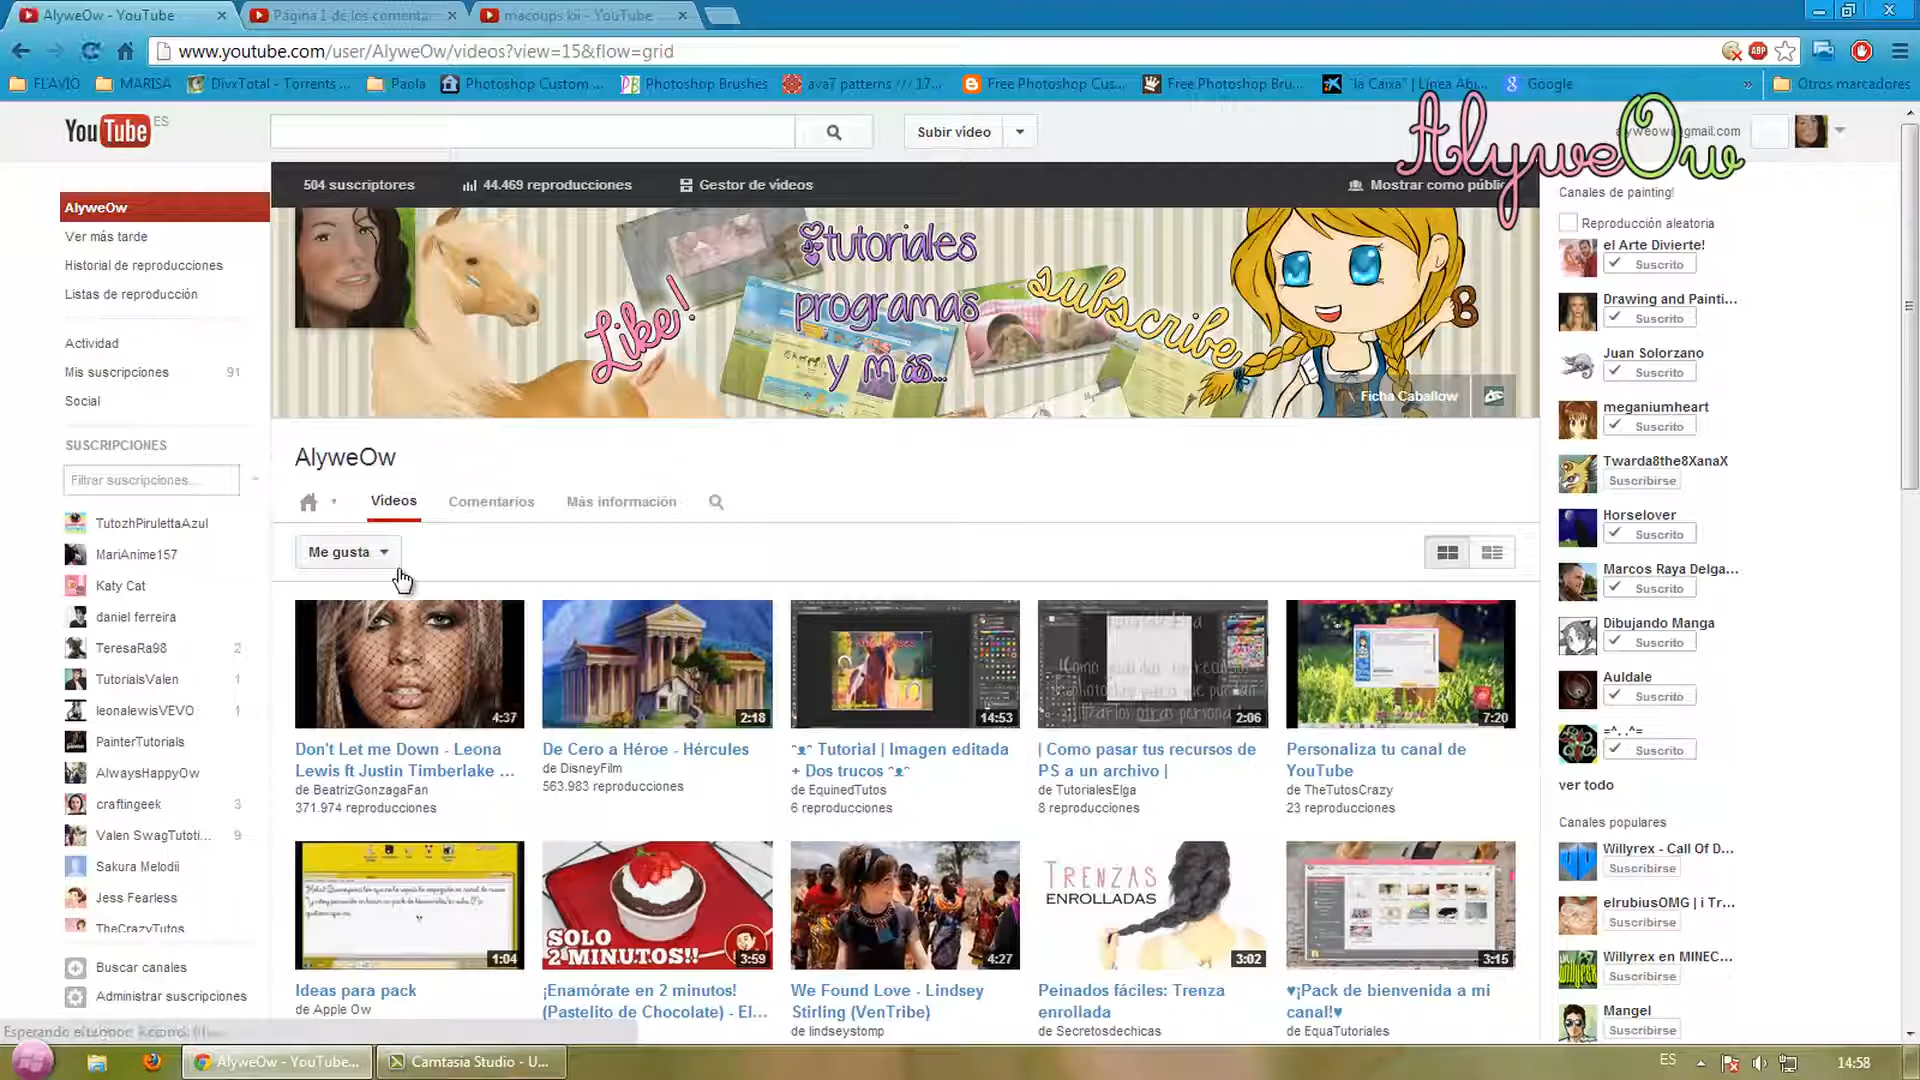 AlyweOw - YouTube
Página 1 de los comenta
macoups kii - YouTube
www.youtube.com/user/AlyweOw/videos?view=15&flow=grid
FLAVIO
MARISA
DivxTotal - Torrents ...
Paola
Photoshop Custom ...
Photoshop Brushes
ava7 patterns /// 17...
Free Photoshop Cus...
Free Photoshop Bru...
"la Caixa" | Línea Ab...
Google
Otros marcadores
YouTube ES
Subir vídeo
AlyweOw
504 suscriptores
44.469 reproducciones
Gestor de vídeos
Mostrar como públic
tutoriales
programas
y más...
Like!
subscribe
Ficha Caballow
AlyweOw
Ver más tarde
Historial de reproducciones
Listas de reproducción
Actividad
Mis suscripciones 91
Social
SUSCRIPCIONES
Filtrar suscripciones...
TutozhPirulettaAzul
MariAnime157
Katy Cat
daniel ferreira
TeresaRa98 2
TutorialsValen 1
leonalewisVEVO 1
PainterTutorials
AlwaysHappyOw
craftingeek 3
Valen SwagTutoti... 9
Sakura Melodii
Jess Fearless
TheCrazyTutos
Buscar canales
Administrar suscripciones
AlyweOw
Vídeos
Comentarios
Más información
Me gusta
4:37
2:18
14:53
2:06
7:20
Don't Let me Down - Leona
Lewis ft Justin Timberlake ...
de BeatrizGonzagaFan
371.974 reproducciones
De Cero a Héroe - Hércules
de DisneyFilm
563.983 reproducciones
Tutorial | Imagen editada
+ Dos trucos
de EquinedTutos
6 reproducciones
| Como pasar tus recursos de
PS a un archivo |
de TutorialesElga
8 reproducciones
Personaliza tu canal de
YouTube
de TheTutosCrazy
23 reproducciones
1:04
SOLO
2 MINUTOS!!
3:59
4:27
TRENZAS
ENROLLADAS
3:02
3:15
Ideas para pack
de Apple Ow
¡Enamórate en 2 minutos!
(Pastelito de Chocolate) - El...
We Found Love - Lindsey
Stirling (VenTribe)
de lindseystomp
Peinados fáciles: Trenza
enrollada
de Secretosdechicas
♥¡Pack de bienvenida a mi
canal!♥
de EquaTutoriales
Canales de painting!
Reproducción aleatoria
el Arte Divierte!
Suscrito
Drawing and Painti...
Suscrito
Juan Solorzano
Suscrito
meganiumheart
Suscrito
Twarda8the8XanaX
Suscribirse
Horselover
Suscrito
Marcos Raya Delga...
Suscrito
Dibujando Manga
Suscrito
Auldale
Suscrito
=^. .^=
Suscrito
ver todo
Canales populares
Willyrex - Call Of D...
Suscribirse
elrubiusOMG | i Tr...
Suscribirse
Willyrex en MINEC...
Suscribirse
Mangel
Suscribirse
AlyweOw - YouTube...
Camtasia Studio - U...
ES
14:58